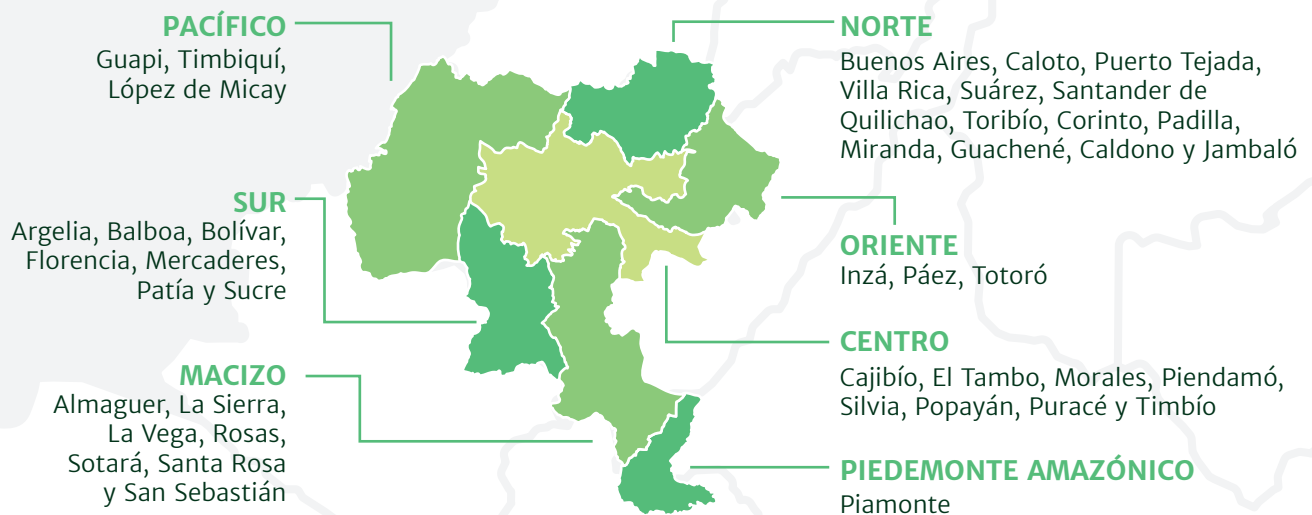 PACÍFICO
Guapi, Timbiquí,
López de Micay
SUR
Argelia, Balboa, Bolívar,
Florencia, Mercaderes,
Patía y Sucre
MACIZO
Almaguer, La Sierra,
La Vega, Rosas,
Sotará, Santa Rosa
y San Sebastián
NORTE
Buenos Aires, Caloto, Puerto Tejada,
Villa Rica, Suárez, Santander de
Quilichao, Toribío, Corinto, Padilla,
Miranda, Guachené, Caldono y Jambaló
ORIENTE
Inzá, Páez, Totoró
CENTRO
Cajibío, El Tambo, Morales, Piendamó,
Silvia, Popayán, Puracé y Timbío
PIEDEMONTE AMAZÓNICO
Piamonte